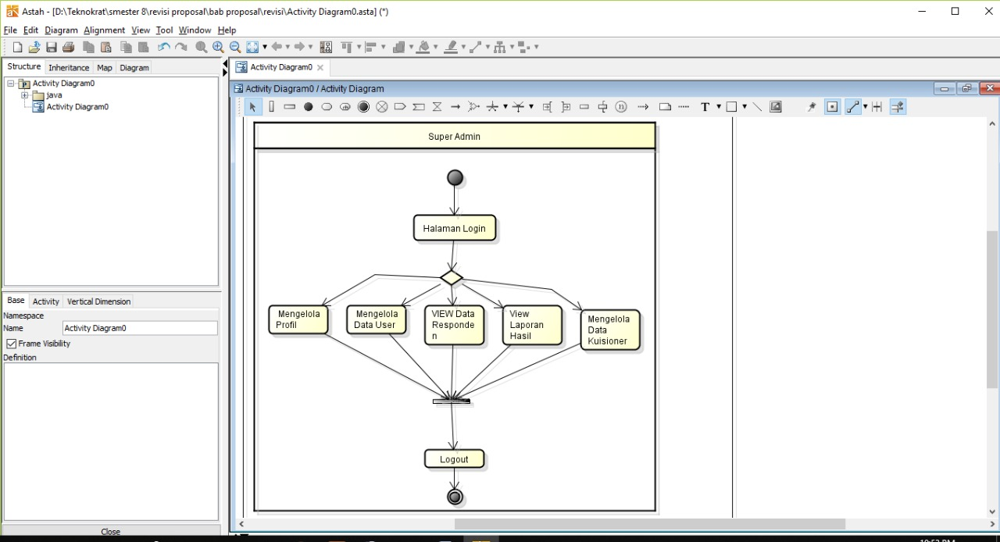 Astah - [D:\Teknokrat\smester 8\revisi proposal\bab proposal\revisi\Activity Diagram0.asta] (*)
File Edit Diagram Alignment View Tool Window Help
Structure Inheritance Map Diagram
Activity Diagram0
java
Activity Diagram0
Base Activity Vertical Dimension
Namespace
Name Activity Diagram0
Frame Visibility
Definition
Close
Activity Diagram0
Activity Diagram0 / Activity Diagram
T
Super Admin
Halaman Login
Mengelola
Profil
Mengelola
Data User
VIEW Data
Responde
n
View
Laporan
Hasil
Mengelola
Data
Kuisioner
Logout